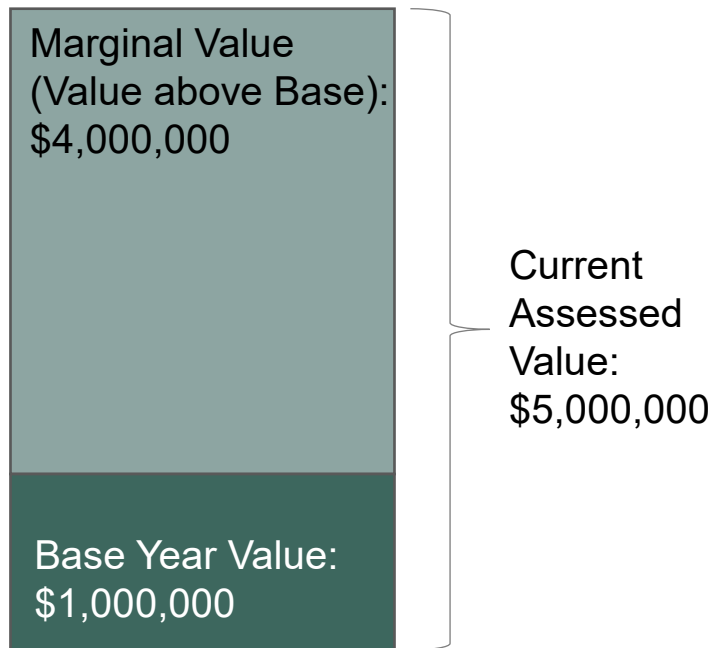 Marginal Value
(Value above Base):
$4,000,000
Current
Assessed
Value:
$5,000,000
Base Year Value:
$1,000,000